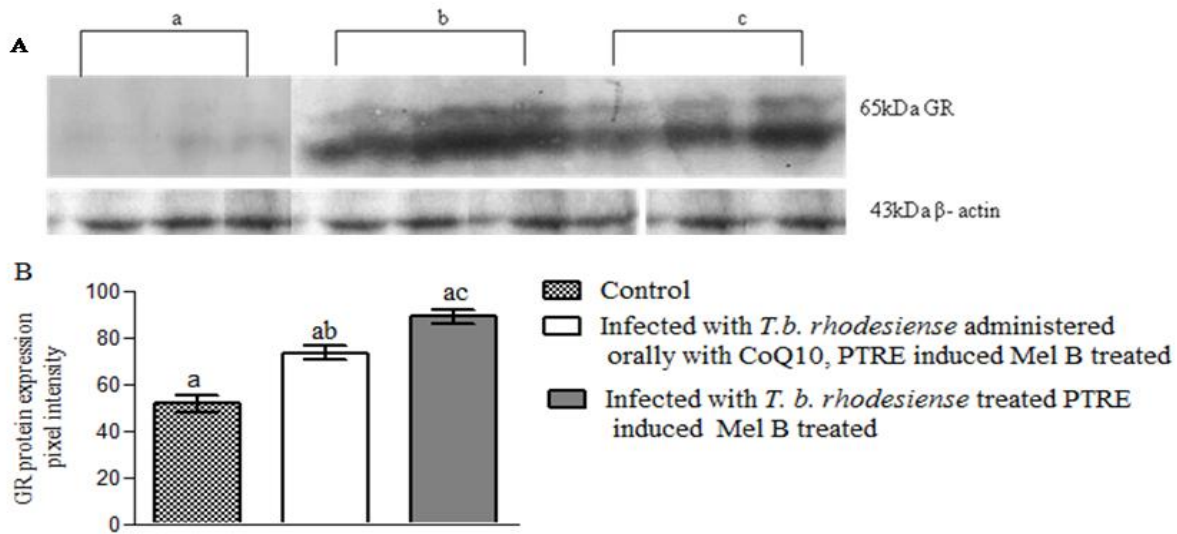 a b c
A
65kDa GR
43kDa β- actin
B
GR protein expression
pixel intensity
100
80
60
40
20
0
a
ab
ac
Control
Infected with T.b. rhodesiense administered
orally with CoQ10, PTRE induced Mel B treated
Infected with T. b. rhodesiense treated PTRE
induced Mel B treated